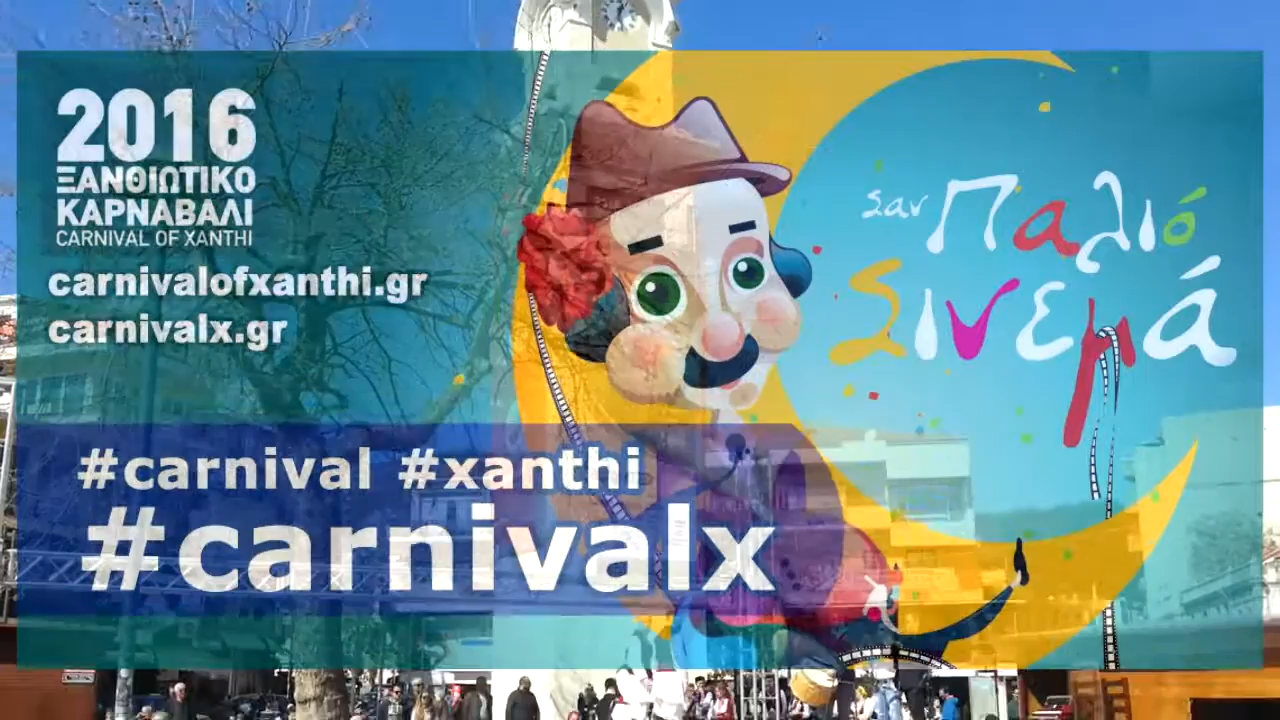 2016
ΞΑΝΘΙΩΤΙΚΟ
ΚΑΡΝΑΒΑΛΙ
CARNIVAL OF XANTHI
carnivalofxanthi.gr
carnivalx.gr
Σαν Παλιό
Σινεμά
#carnival #xanthi
#carnivalx